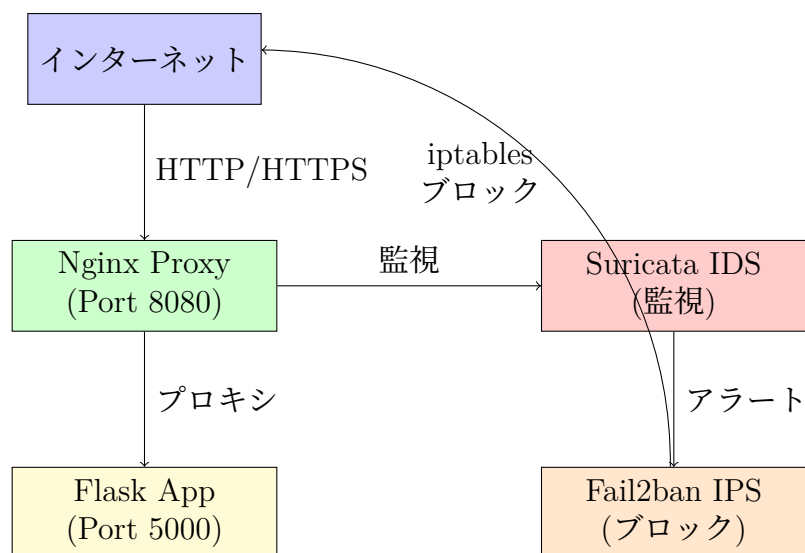 インターネット
HTTP/HTTPS
iptables
ブロック
Nginx Proxy
(Port 8080)
監視
Suricata IDS
(監視)
プロキシ
アラート
Flask App
(Port 5000)
Fail2ban IPS
(ブロック)